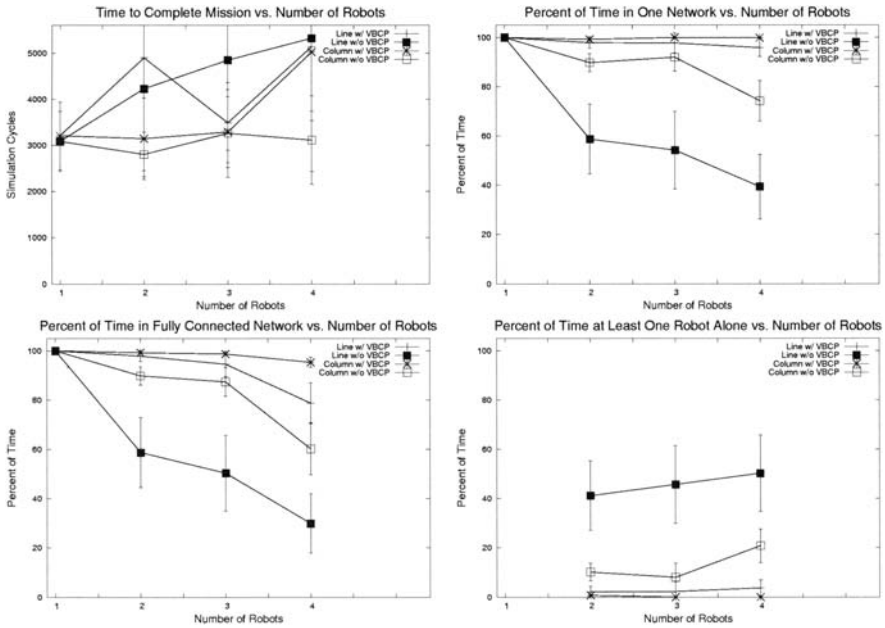 Time to Complete Mission vs. Number of Robots
Line w/ VBCP
Line w/o VBCP
Column w/ VBCP
Column w/o VBCP
5000
4000
3000
2000
1000
0
Simulation Cycles
1 2 3 4
Number of Robots
Percent of Time in One Network vs. Number of Robots
Line w/ VBCP
Line w/o VBCP
Column w/ VBCP
Column w/o VBCP
100
80
60
40
20
0
Percent of Time
1 2 3 4
Number of Robots
Percent of Time in Fully Connected Network vs. Number of Robots
Line w/ VBCP
Line w/o VBCP
Column w/ VBCP
Column w/o VBCP
100
80
60
40
20
0
Percent of Time
1 2 3 4
Number of Robots
Percent of Time at Least One Robot Alone vs. Number of Robots
Line w/ VBCP
Line w/o VBCP
Column w/ VBCP
Column w/o VBCP
100
80
60
40
20
0
Percent of Time
1 2 3 4
Number of Robots